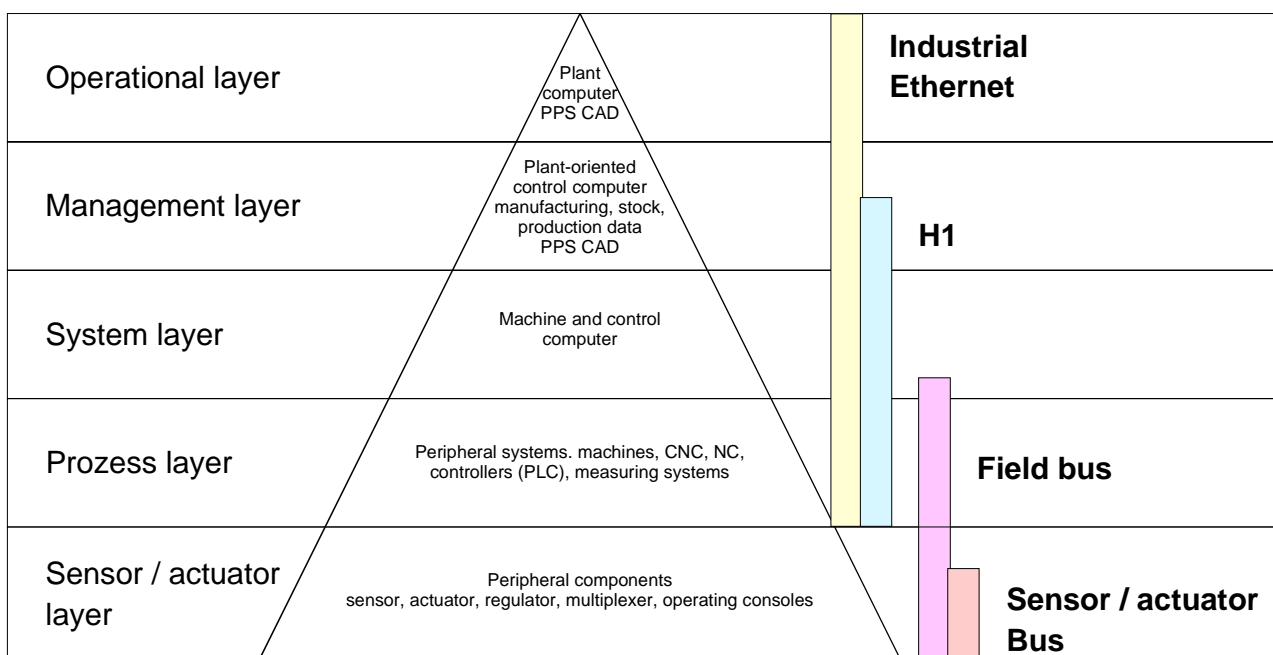 Operational layer
Plant
computer
PPS CAD
Industrial
Ethernet
Management layer
Plant-oriented
control computer
manufacturing, stock,
production data
PPS CAD
H1
System layer
Machine and control
computer
Prozess layer
Peripheral systems. machines, CNC, NC,
controllers (PLC), measuring systems
Field bus
Sensor / actuator
layer
Peripheral components
sensor, actuator, regulator, multiplexer, operating consoles
Sensor / actuator
Bus